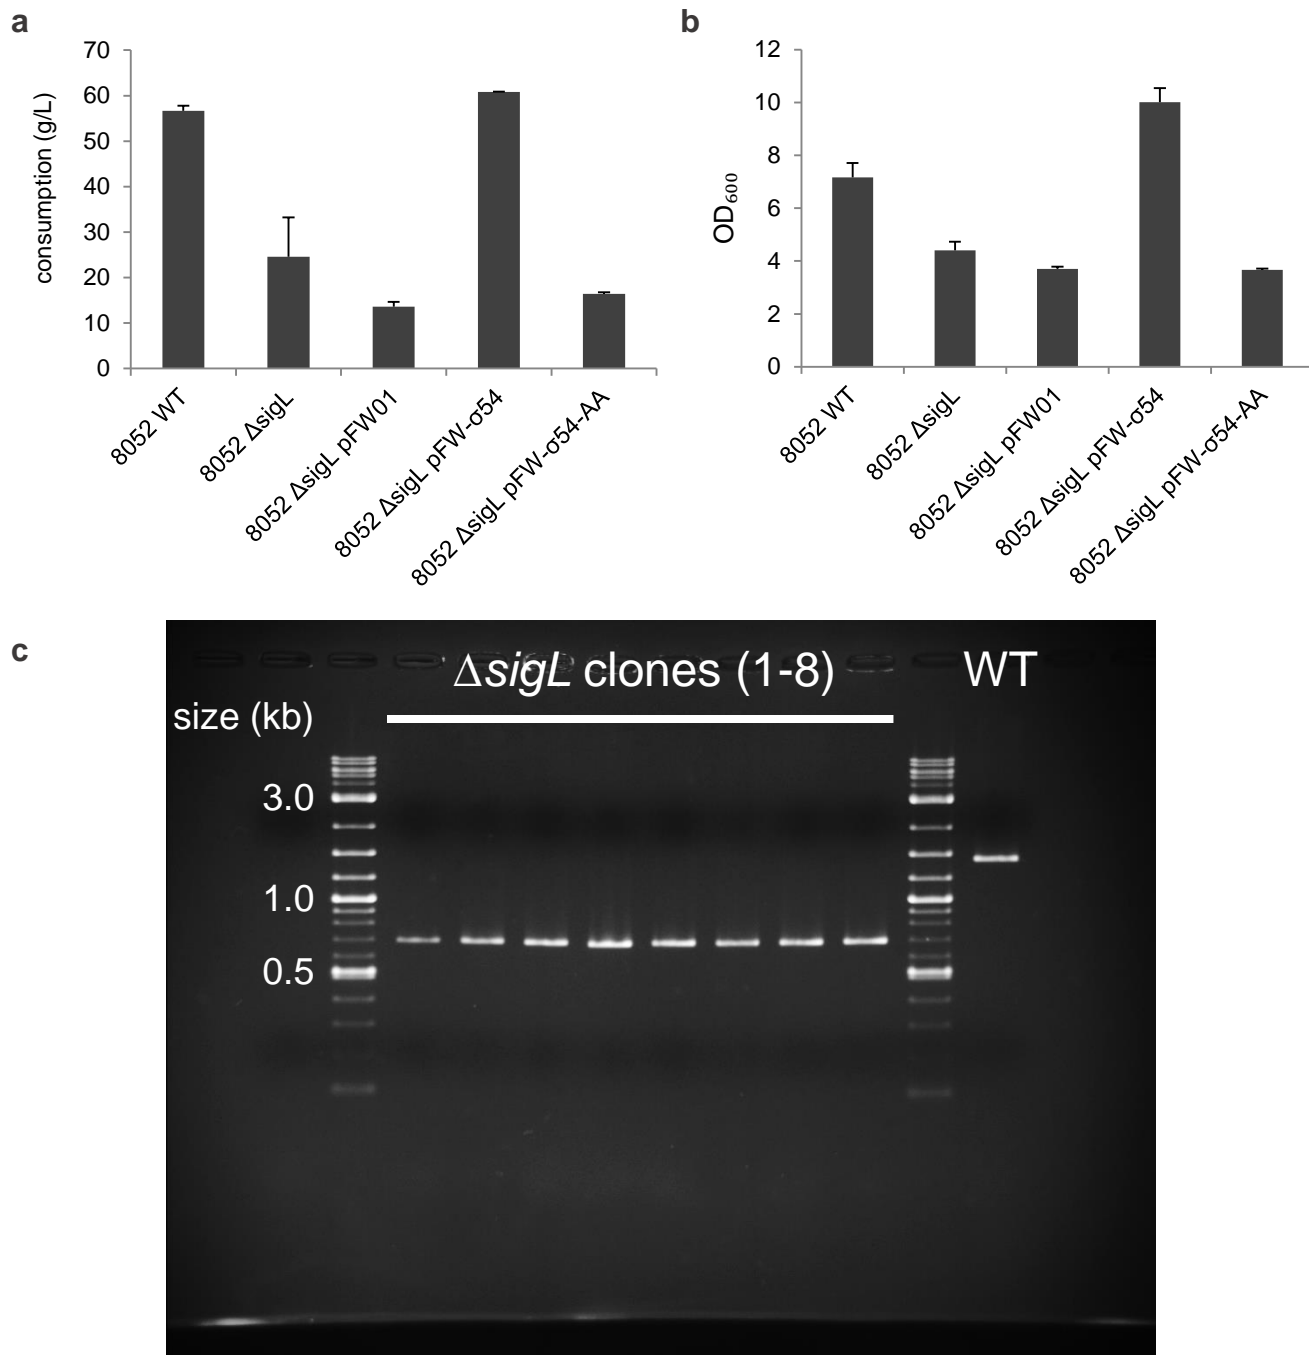 a
70
60
50
40
30
20
10
0
consumption (g/L)
8052 WT
8052 ΔsigL
8052 ΔsigL pFW01
8052 ΔsigL pFW-σ54
8052 ΔsigL pFW-σ54-AA
b
12
10
8
6
4
2
0
OD₆₀₀
8052 WT
8052 ΔsigL
8052 ΔsigL pFW01
8052 ΔsigL pFW-σ54
8052 ΔsigL pFW-σ54-AA
c
ΔsigL clones (1-8)
WT
size (kb)
3.0
1.0
0.5